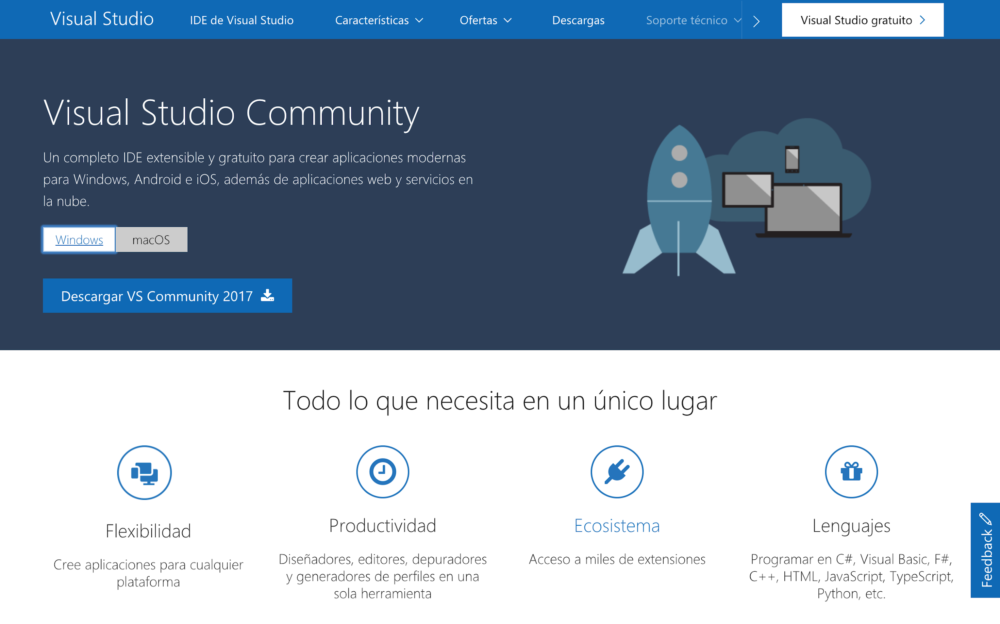 Visual Studio
IDE de Visual Studio
Características
Ofertas
Descargas
Soporte técnico
Visual Studio gratuito
Visual Studio Community
Un completo IDE extensible y gratuito para crear aplicaciones modernas
para Windows, Android e iOS, además de aplicaciones web y servicios en
la nube.
Windows
macOS
Descargar VS Community 2017
Todo lo que necesita en un único lugar
Flexibilidad
Cree aplicaciones para cualquier
plataforma
Productividad
Diseñadores, editores, depuradores
y generadores de perfiles en una
sola herramienta
Ecosistema
Acceso a miles de extensiones
Lenguajes
Programar en C#, Visual Basic, F#,
C++, HTML, JavaScript, TypeScript,
Python, etc.
Feedback